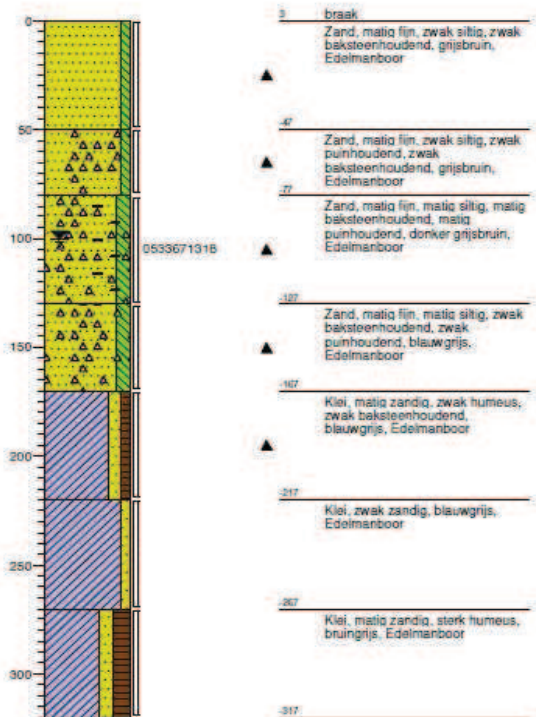 0
3 braak
Zand, matig fijn, zwak siltig, zwak
baksteenhoudend, grijsbruin,
Edelmanboor
50
-47
Zand, matig fijn, zwak siltig, zwak
puinhoudend, zwak
baksteenhoudend, grijsbruin,
Edelmanboor
-77
Zand, matig fijn, matig siltig, matig
baksteenhoudend, matig
puinhoudend, donker grijsbruin,
Edelmanboor
100
0533671318
-127
Zand, matig fijn, matig siltig, zwak
baksteenhoudend, zwak
puinhoudend, blauwgrijs,
Edelmanboor
150
-167
Klei, matig zandig, zwak humeus,
zwak baksteenhoudend,
blauwgrijs, Edelmanboor
200
-217
Klei, zwak zandig, blauwgrijs,
Edelmanboor
250
-267
Klei, matig zandig, sterk humeus,
bruingrijs, Edelmanboor
300
-317